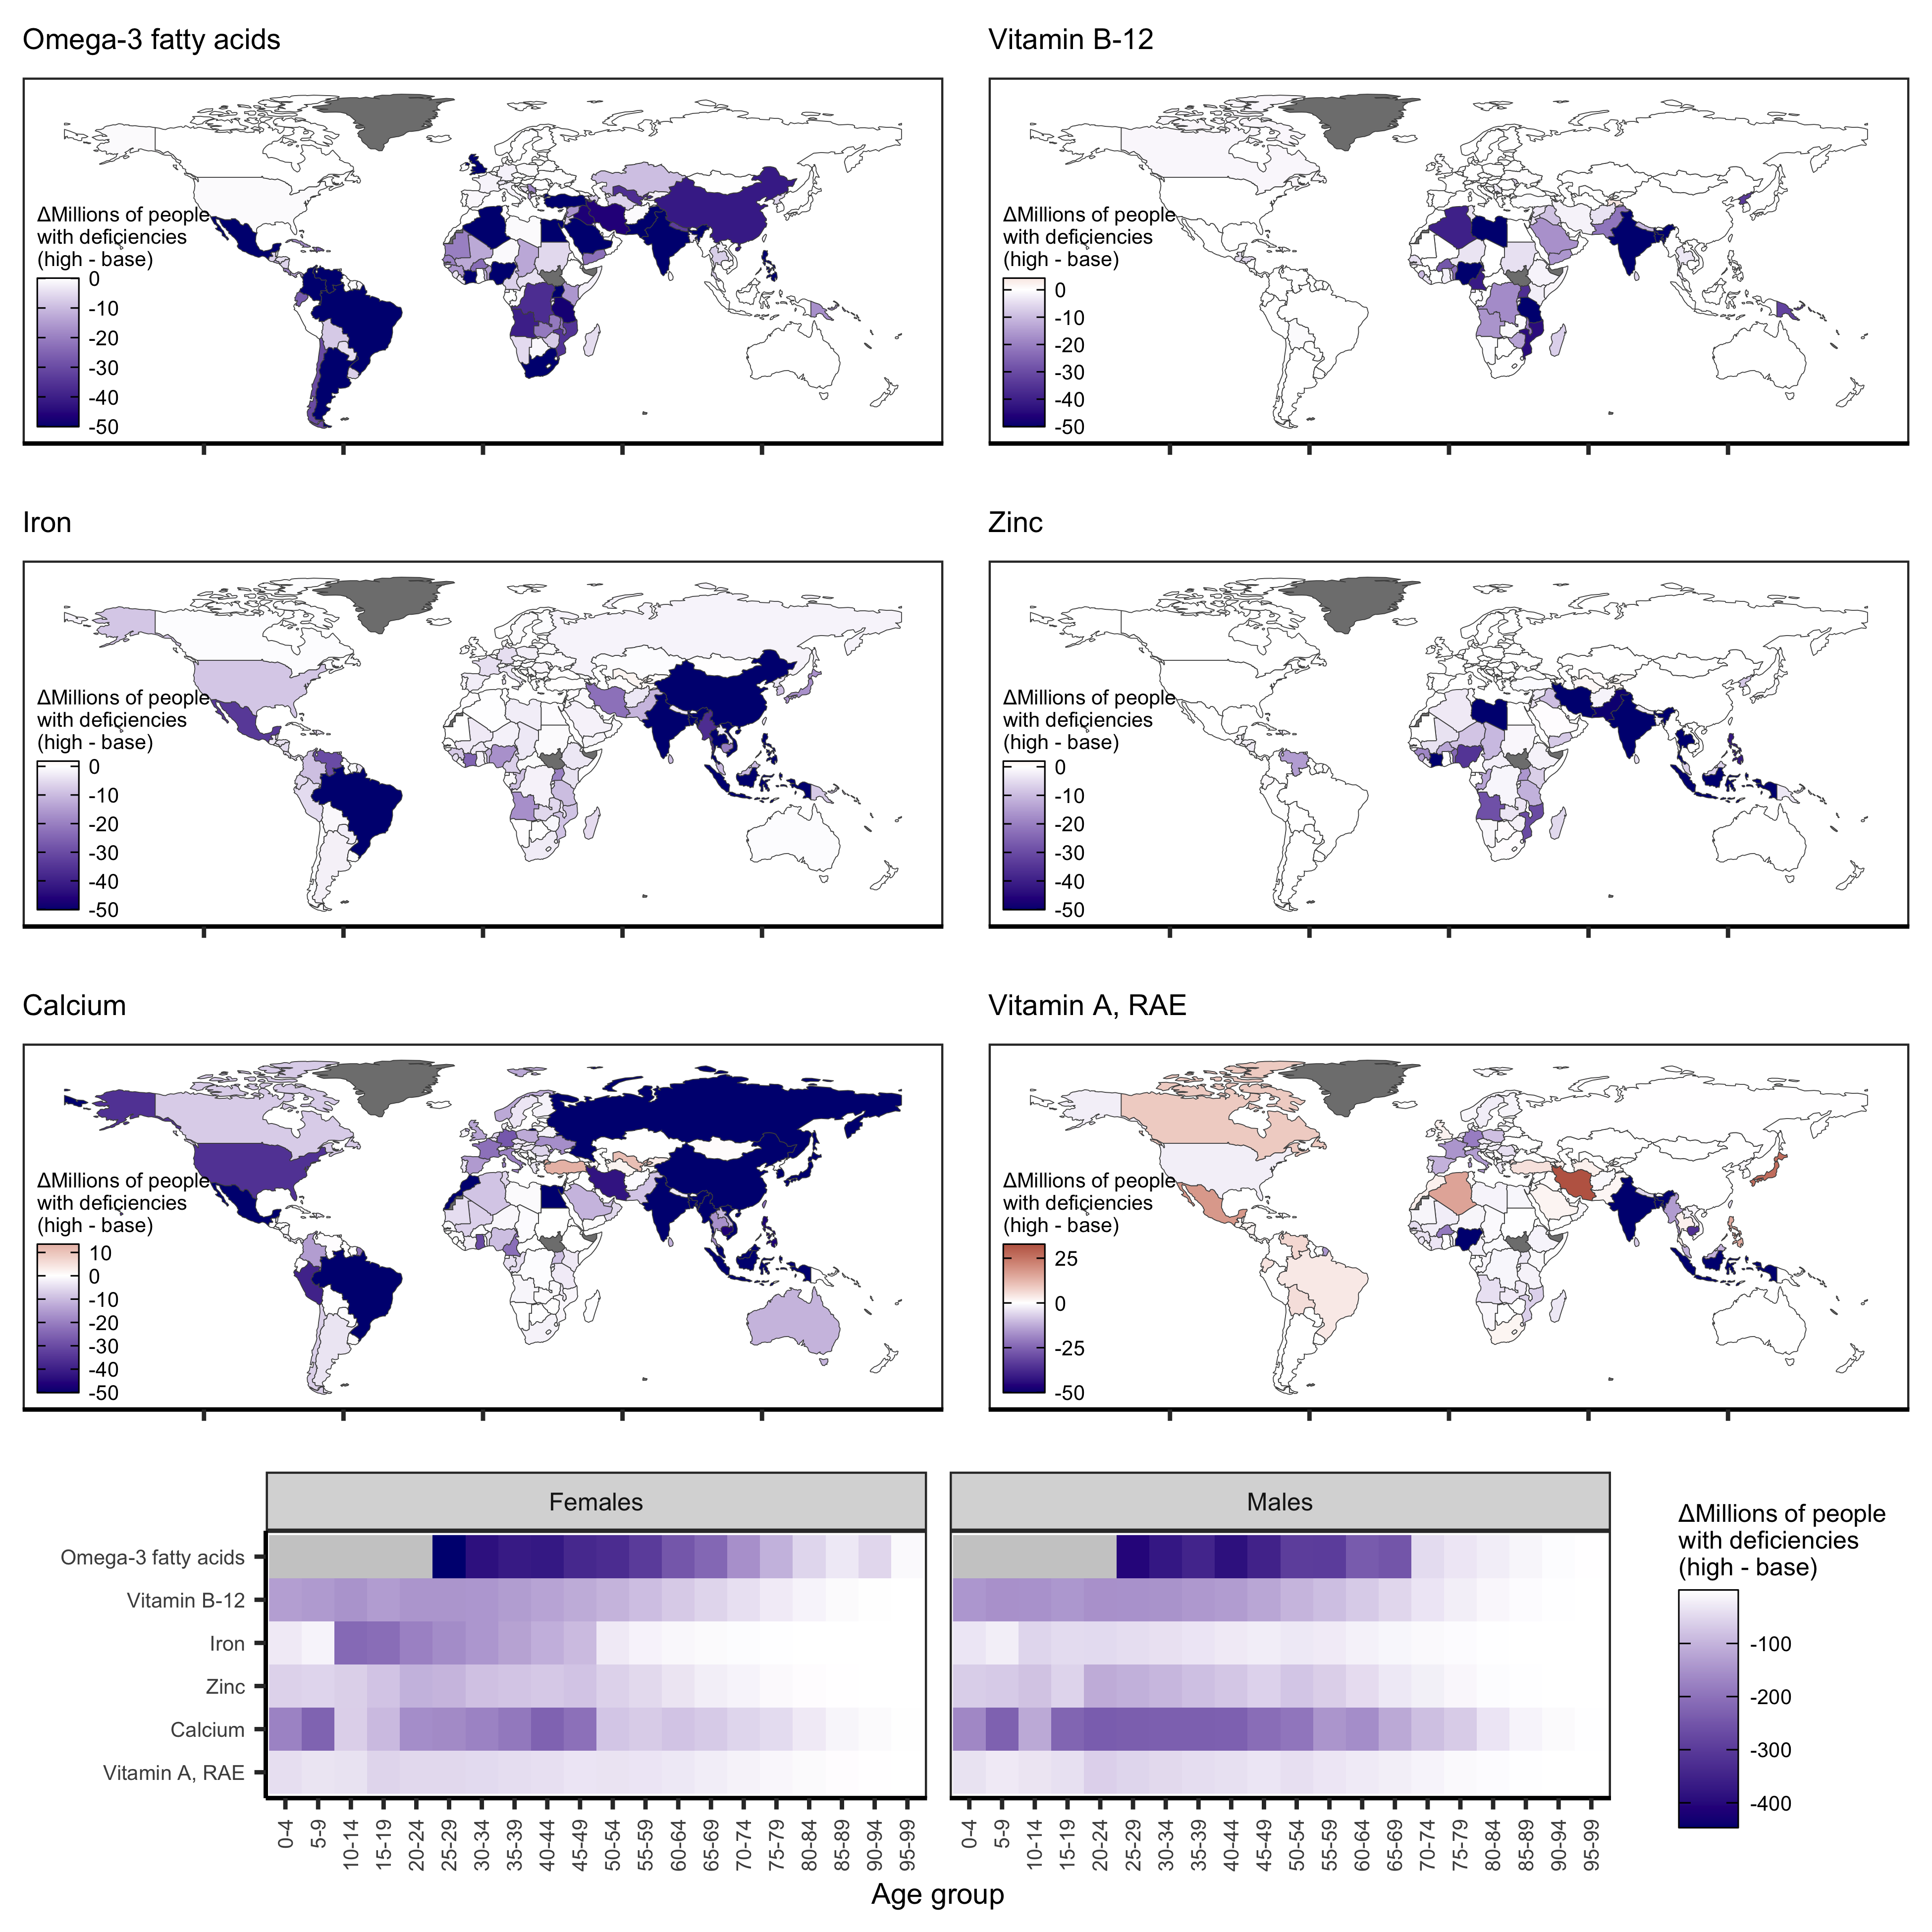 Omega-3 fatty acids
ΔMillions of people
with deficiencies
(high - base)
0
-10
-20
-30
-40
-50
Vitamin B-12
ΔMillions of people
with deficiencies
(high - base)
0
-10
-20
-30
-40
-50
Iron
ΔMillions of people
with deficiencies
(high - base)
0
-10
-20
-30
-40
-50
Zinc
ΔMillions of people
with deficiencies
(high - base)
0
-10
-20
-30
-40
-50
Calcium
ΔMillions of people
with deficiencies
(high - base)
10
0
-10
-20
-30
-40
-50
Vitamin A, RAE
ΔMillions of people
with deficiencies
(high - base)
25
0
-25
-50
Females
Males
Omega-3 fatty acids
Vitamin B-12
Iron
Zinc
Calcium
Vitamin A, RAE
0-4
5-9
10-14
15-19
20-24
25-29
30-34
35-39
40-44
45-49
50-54
55-59
60-64
65-69
70-74
75-79
80-84
85-89
90-94
95-99
0-4
5-9
10-14
15-19
20-24
25-29
30-34
35-39
40-44
45-49
50-54
55-59
60-64
65-69
70-74
75-79
80-84
85-89
90-94
95-99
Age group
ΔMillions of people
with deficiencies
(high - base)
-100
-200
-300
-400